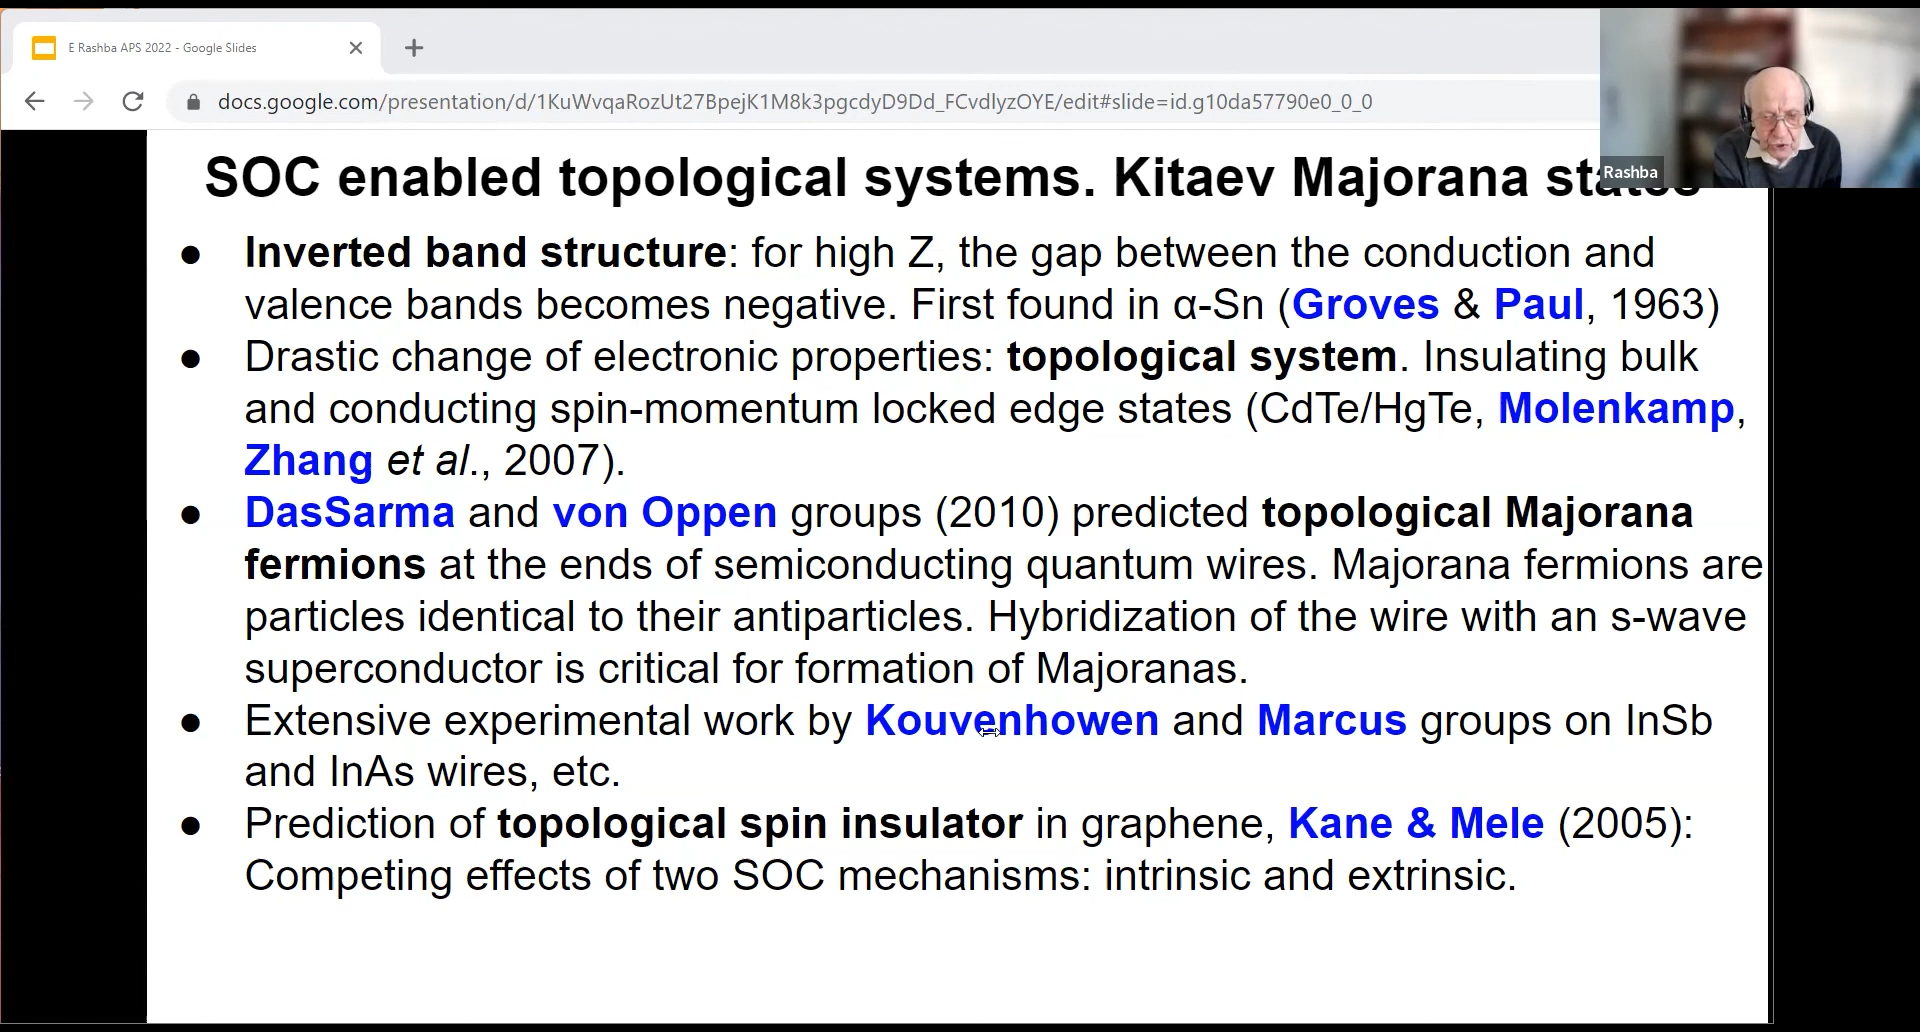 E Rashba APS 2022 - Google Slides
docs.google.com/presentation/d/1KuWvqaRozUt27BpejK1M8k3pgcdyD9Dd_FCvdlyzOYE/edit#slide=id.g10da57790e0_0_0
Rashba
SOC enabled topological systems. Kitaev Majorana states
● Inverted band structure: for high Z, the gap between the conduction and
valence bands becomes negative. First found in α-Sn (Groves & Paul, 1963)
● Drastic change of electronic properties: topological system. Insulating bulk
and conducting spin-momentum locked edge states (CdTe/HgTe, Molenkamp,
Zhang et al., 2007).
● DasSarma and von Oppen groups (2010) predicted topological Majorana
fermions at the ends of semiconducting quantum wires. Majorana fermions are
particles identical to their antiparticles. Hybridization of the wire with an s-wave
superconductor is critical for formation of Majoranas.
● Extensive experimental work by Kouvenhowen and Marcus groups on InSb
and InAs wires, etc.
● Prediction of topological spin insulator in graphene, Kane & Mele (2005):
Competing effects of two SOC mechanisms: intrinsic and extrinsic.